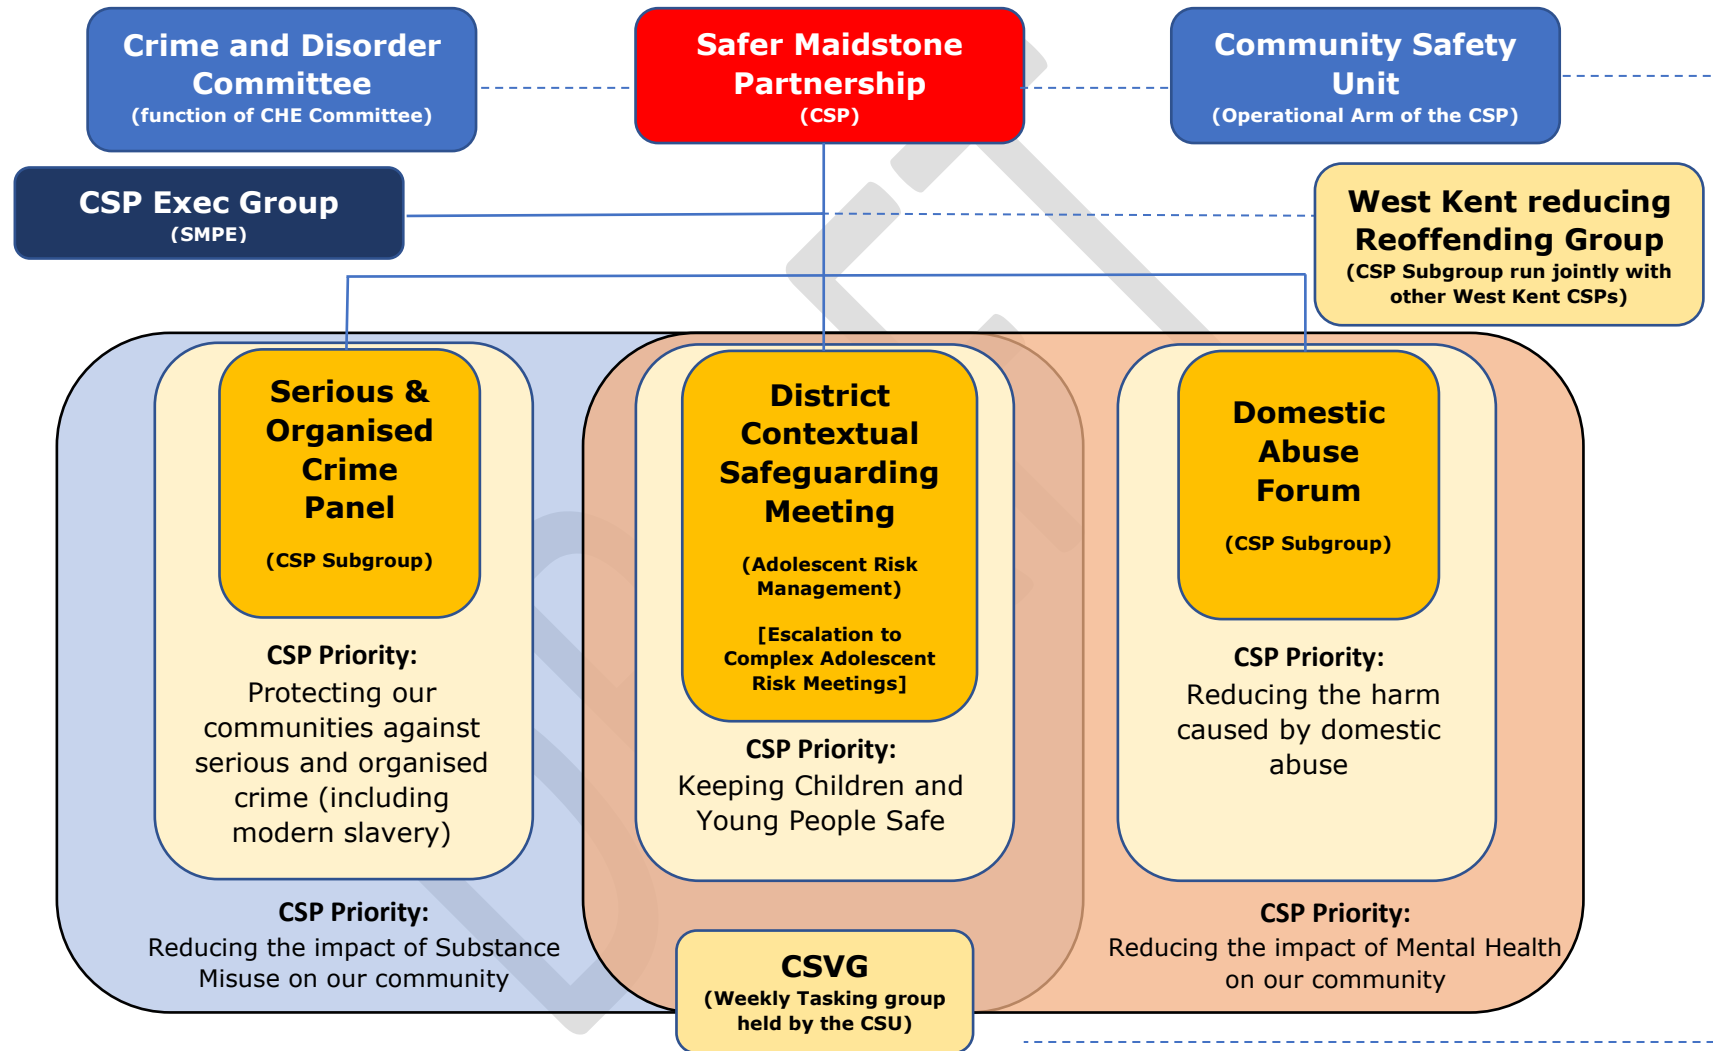 Crime and Disorder
Committee
(function of CHE Committee)
Safer Maidstone
Partnership
(CSP)
Community Safety
Unit
(Operational Arm of the CSP)
CSP Exec Group
(SMPE)
West Kent reducing
Reoffending Group
(CSP Subgroup run jointly with
other West Kent CSPs)
Serious &
Organised
Crime
Panel
(CSP Subgroup)
CSP Priority:
Protecting our
communities against
serious and organised
crime (including
modern slavery)
District
Contextual
Safeguarding
Meeting
(Adolescent Risk
Management)
[Escalation to
Complex Adolescent
Risk Meetings]
CSP Priority:
Keeping Children and
Young People Safe
Domestic
Abuse
Forum
(CSP Subgroup)
CSP Priority:
Reducing the harm
caused by domestic
abuse
CSP Priority:
Reducing the impact of Substance
Misuse on our community
CSVG
(Weekly Tasking group
held by the CSU)
CSP Priority:
Reducing the impact of Mental Health
on our community
DRAFT